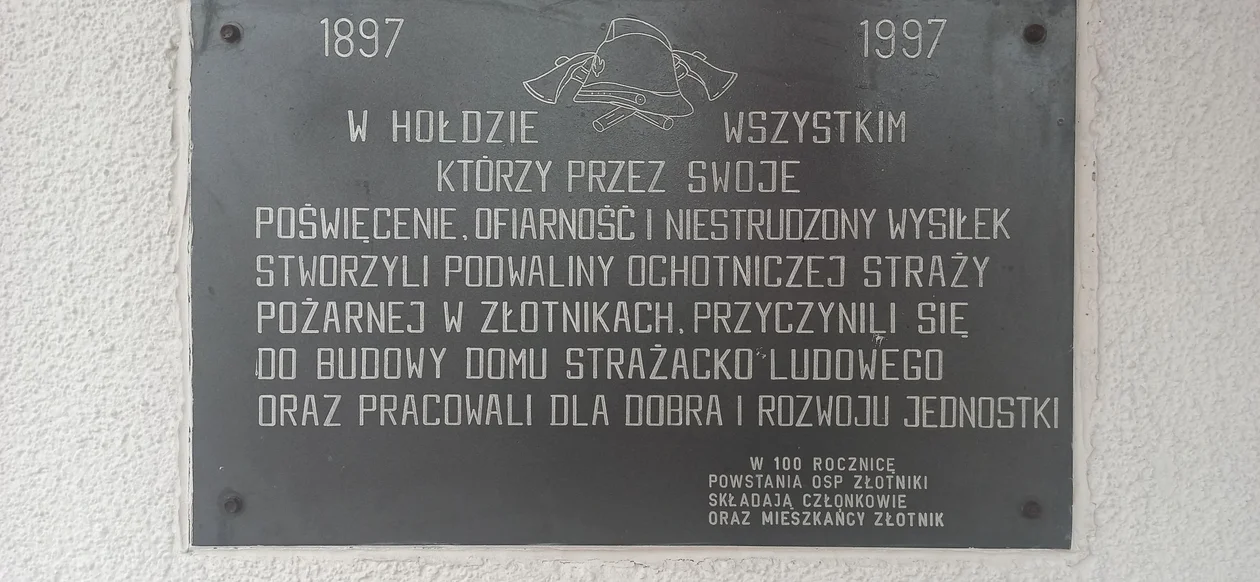 1897 1997
W HOŁDZIE WSZYSTKIM
KTÓRZY PRZEZ SWOJE
POŚWIĘCENIE, OFIARNOŚĆ I NIESTRUDZONY WYSIŁEK
STWORZYLI PODWALINY OCHOTNICZEJ STRAŻY
POŻARNEJ W ZŁOTNIKACH, PRZYCZYNILI SIĘ
DO BUDOWY DOMU STRAŻACKO-LUDOWEGO
ORAZ PRACOWALI DLA DOBRA I ROZWOJU JEDNOSTKI
W 100 ROCZNICĘ
POWSTANIA OSP ZŁOTNIKI
SKŁADAJĄ CZŁONKOWIE
ORAZ MIESZKAŃCY ZŁOTNIK